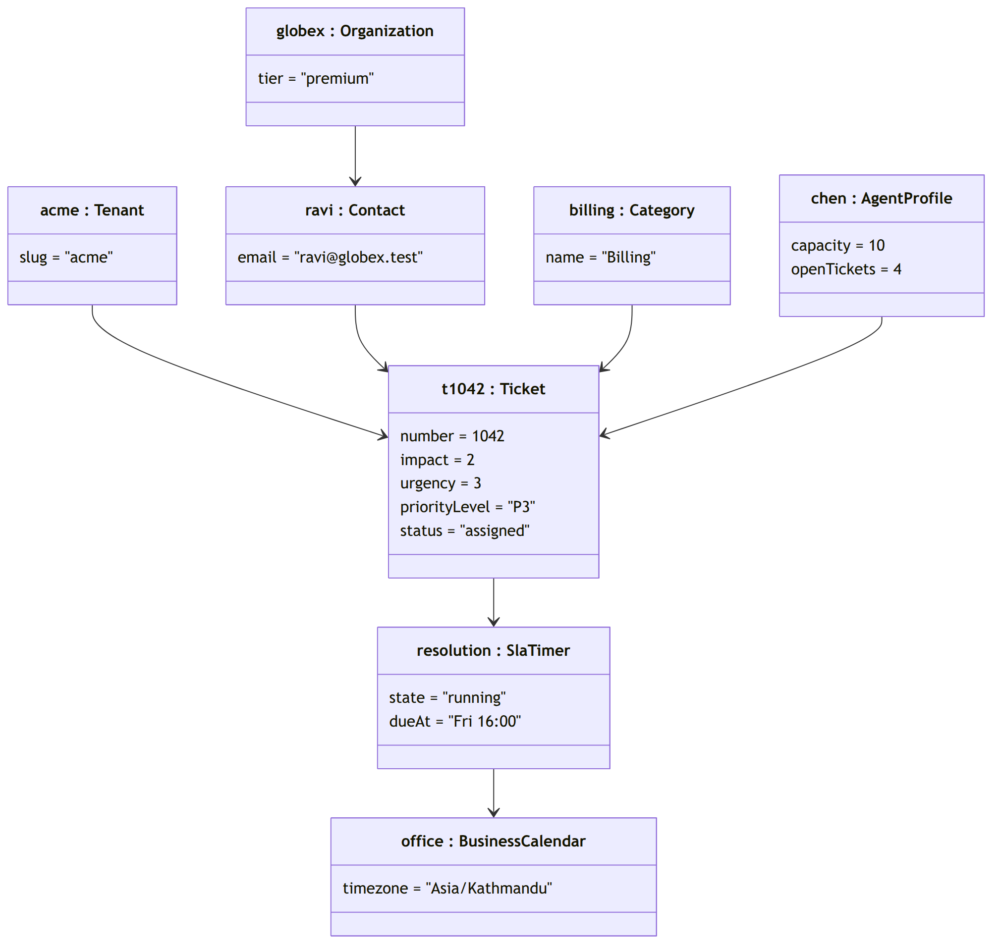 globex : Organization
tier = "premium"
acme : Tenant
slug = "acme"
ravi : Contact
email = "ravi@globex.test"
billing : Category
name = "Billing"
chen : AgentProfile
capacity = 10
openTickets = 4
t1042 : Ticket
number = 1042
impact = 2
urgency = 3
priorityLevel = "P3"
status = "assigned"
resolution : SlaTimer
state = "running"
dueAt = "Fri 16:00"
office : BusinessCalendar
timezone = "Asia/Kathmandu"